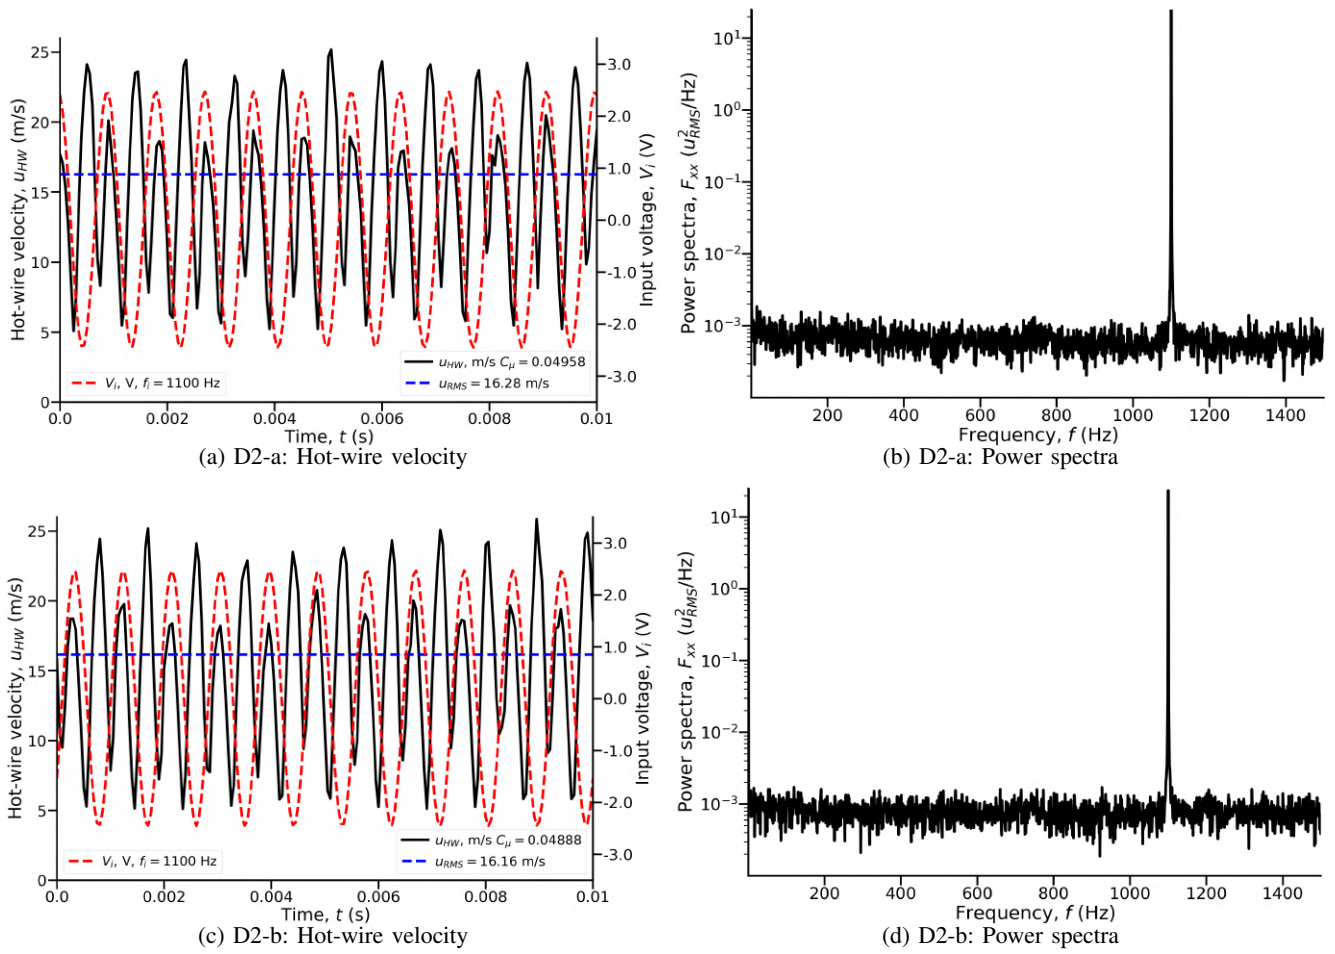 25
20
15
10
5
0
Hot-wire velocity, u_HW (m/s)
3.0
2.0
1.0
0.0
-1.0
-2.0
-3.0
Input voltage, V_i (V)
u_HW, m/s C_μ = 0.04958
V_i, V, f_i = 1100 Hz
u_RMS = 16.28 m/s
0.0 0.002 0.004 0.006 0.008 0.01
Time, t (s)
(a) D2-a: Hot-wire velocity
10^1
10^0
10^−1
10^−2
10^−3
Power spectra, F_xx (u²_RMS/Hz)
200 400 600 800 1000 1200 1400
Frequency, f (Hz)
(b) D2-a: Power spectra
25
20
15
10
5
0
Hot-wire velocity, u_HW (m/s)
3.0
2.0
1.0
0.0
-1.0
-2.0
-3.0
Input voltage, V_i (V)
u_HW, m/s C_μ = 0.04888
V_i, V, f_i = 1100 Hz
u_RMS = 16.16 m/s
0.0 0.002 0.004 0.006 0.008 0.01
Time, t (s)
(c) D2-b: Hot-wire velocity
10^1
10^0
10^−1
10^−2
10^−3
Power spectra, F_xx (u²_RMS/Hz)
200 400 600 800 1000 1200 1400
Frequency, f (Hz)
(d) D2-b: Power spectra